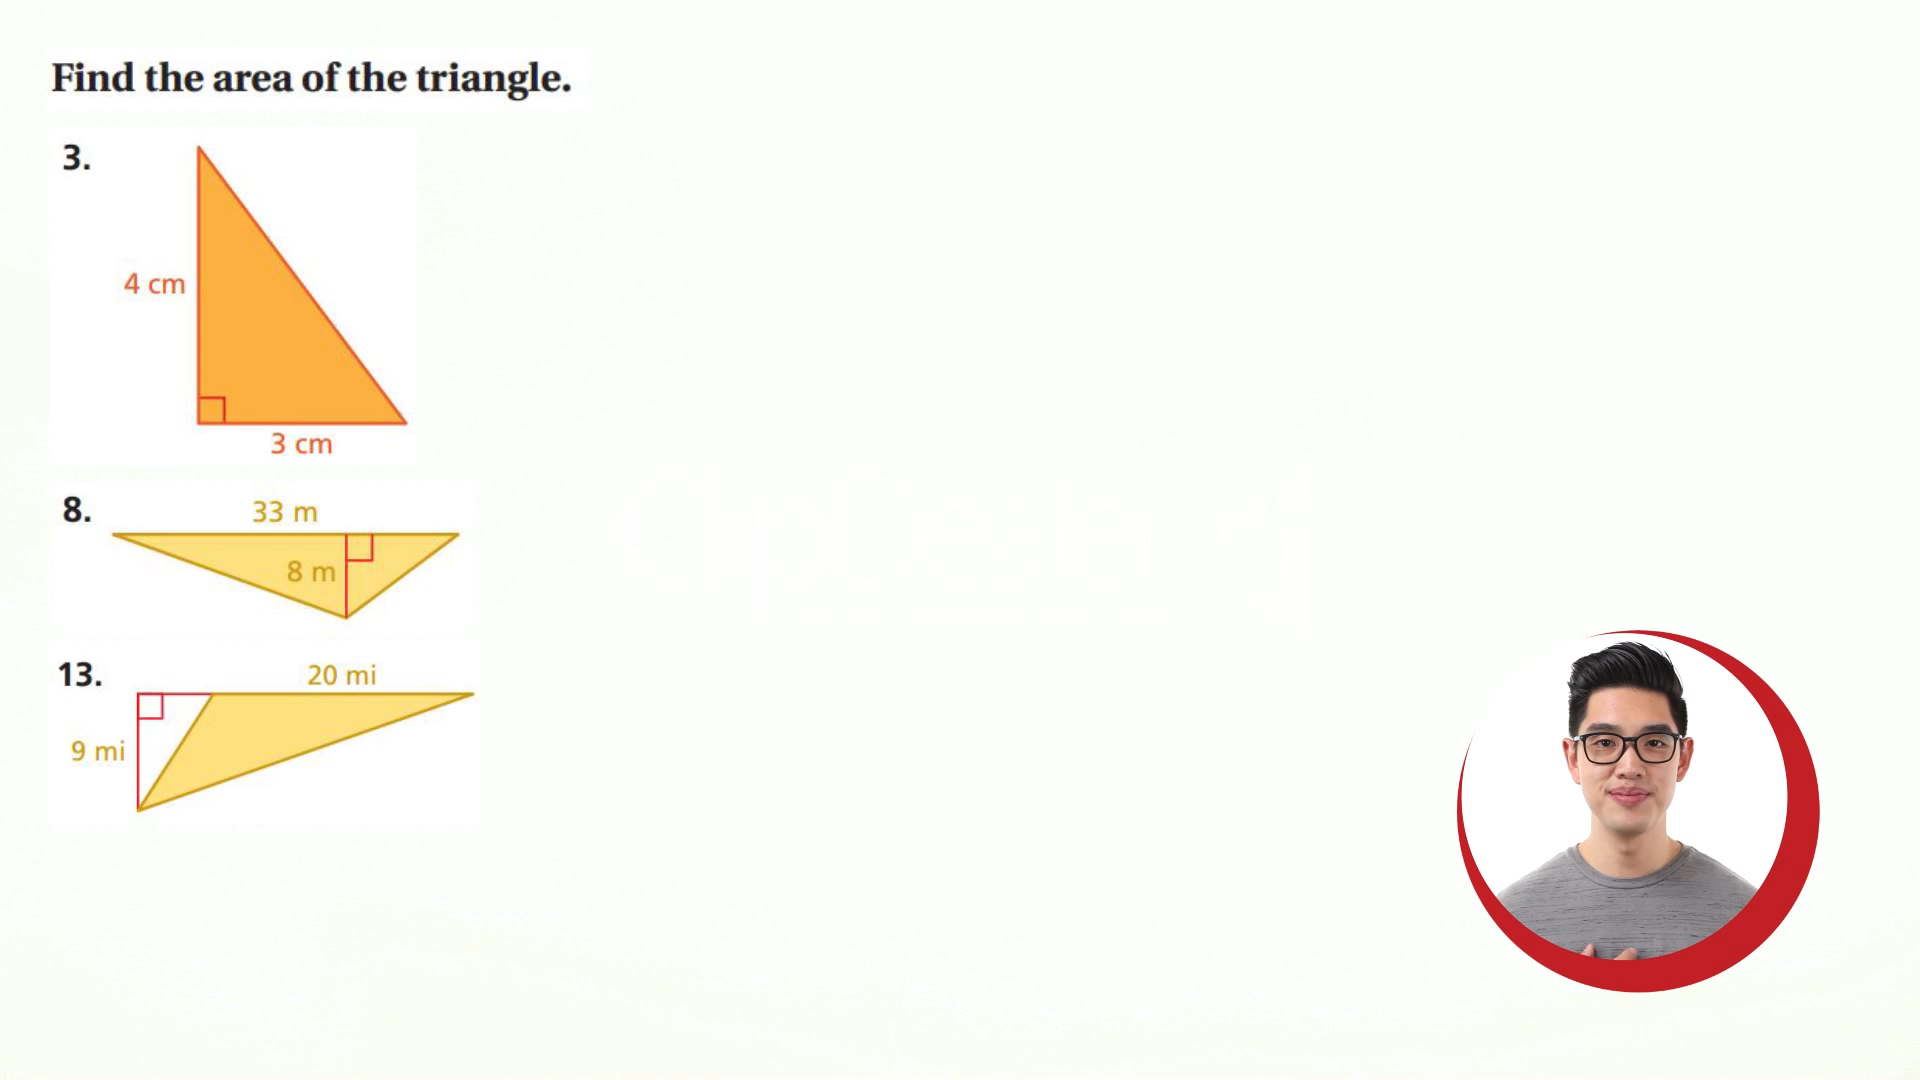 Find the area of the triangle.
3.
4 cm
3 cm
8.
33 m
8 m
13.
20 mi
9 mi